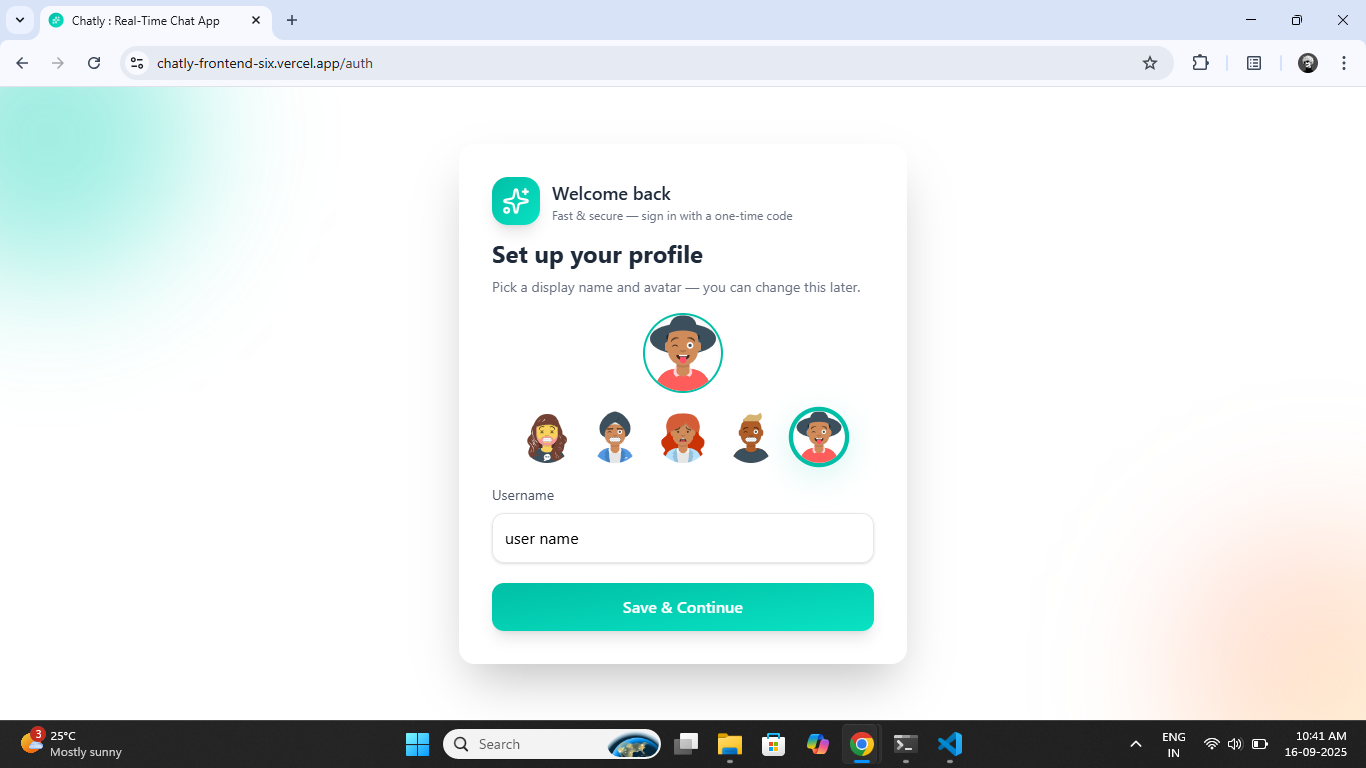 Chatly : Real-Time Chat App
chatly-frontend-six.vercel.app/auth
Welcome back
Fast & secure — sign in with a one-time code
Set up your profile
Pick a display name and avatar — you can change this later.
Username
user name
Save & Continue
3
25°C
Mostly sunny
Search
ENG
IN
10:41 AM
16-09-2025